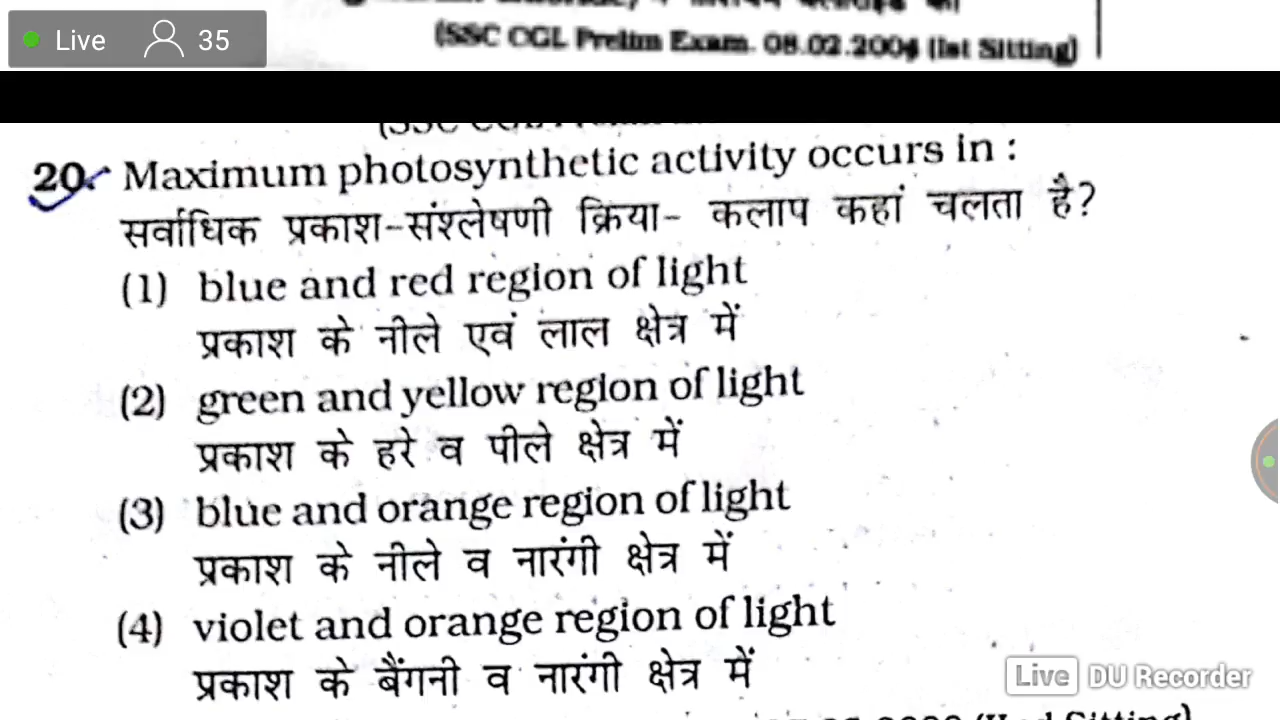 Live 35
(SSC CGL Prelim Exam. 08.02.2004 (Ist Sitting)
20. Maximum photosynthetic activity occurs in :
सर्वाधिक प्रकाश-संश्लेषणी क्रिया- कलाप कहां चलता है?
(1) blue and red region of light
प्रकाश के नीले एवं लाल क्षेत्र में
(2) green and yellow region of light
प्रकाश के हरे व पीले क्षेत्र में
(3) blue and orange region of light
प्रकाश के नीले व नारंगी क्षेत्र में
(4) violet and orange region of light
प्रकाश के बैंगनी व नारंगी क्षेत्र में
Live DU Recorder